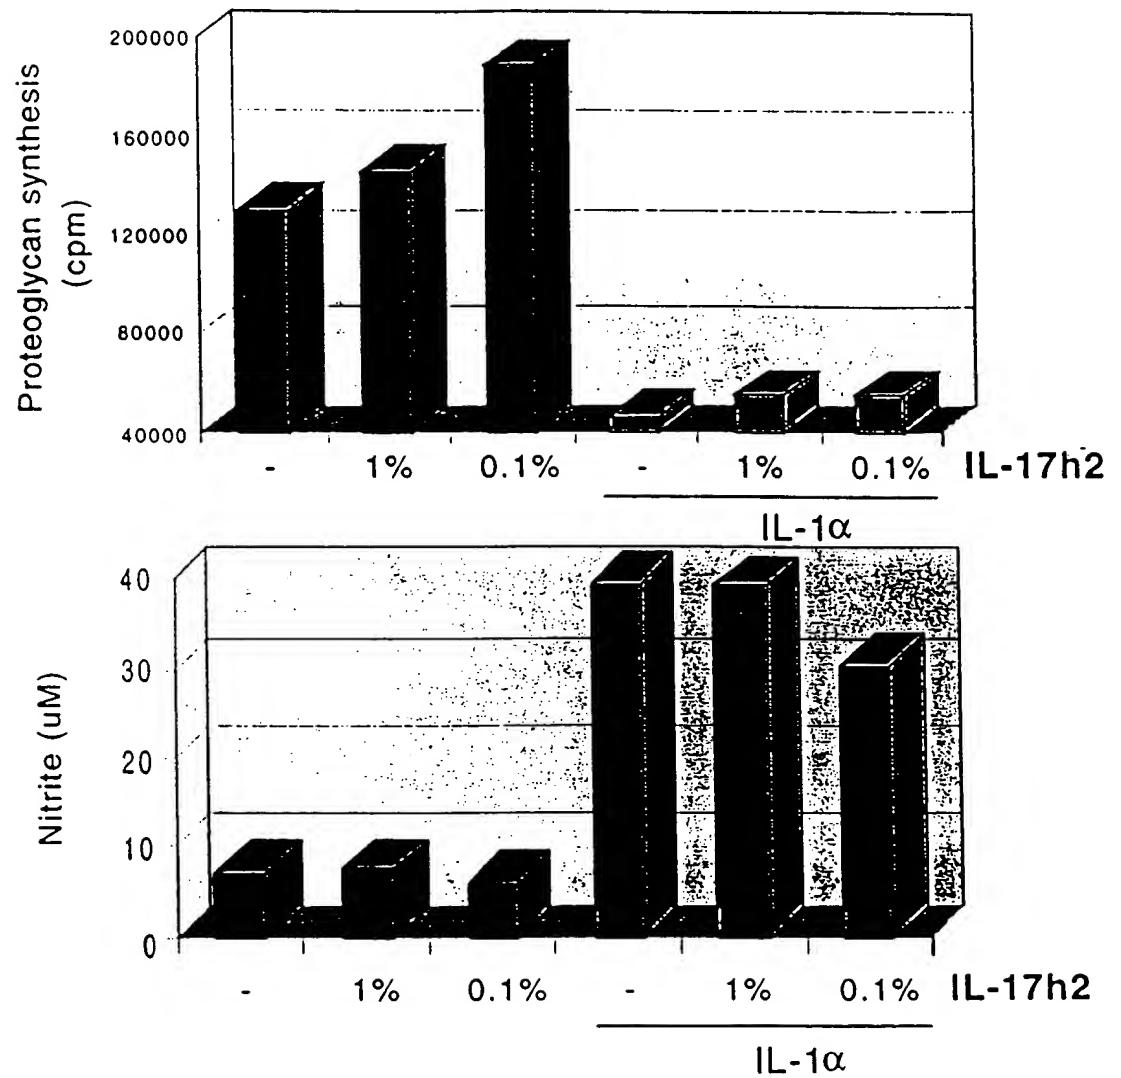 Proteoglycan synthesis
(cpm)
200000
160000
120000
80000
40000
- 1% 0.1% - 1% 0.1% IL-17h2
IL-1α
Nitrite (uM)
40
30
20
10
0
- 1% 0.1% - 1% 0.1% IL-17h2
IL-1α